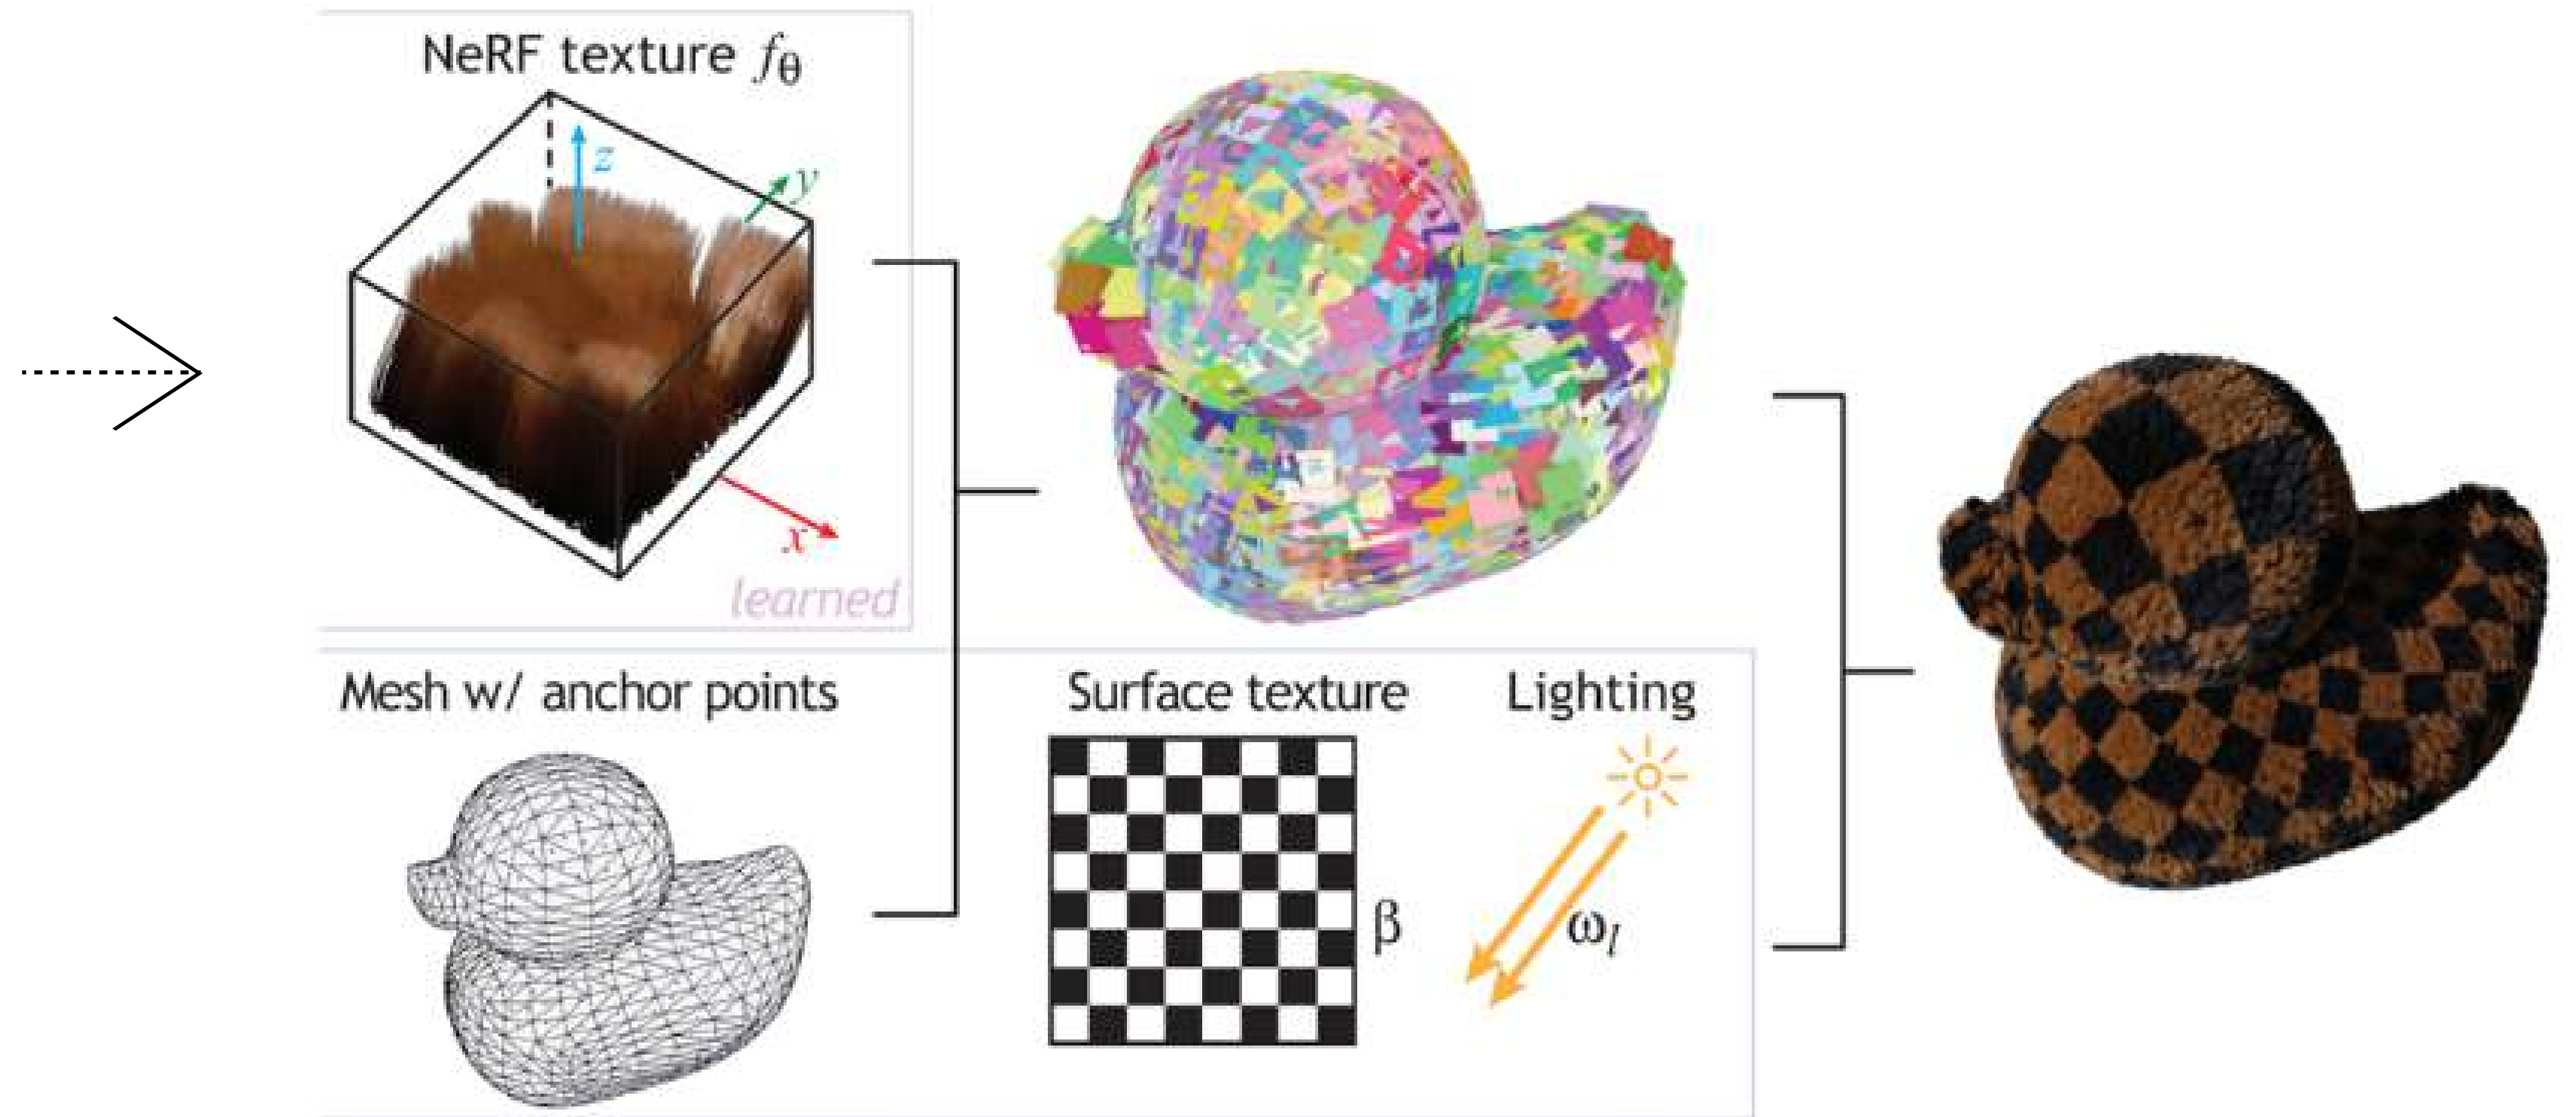 NeRF texture fθ
z
y
x
learned
Mesh w/ anchor points
Surface texture
Lighting
β
ωl